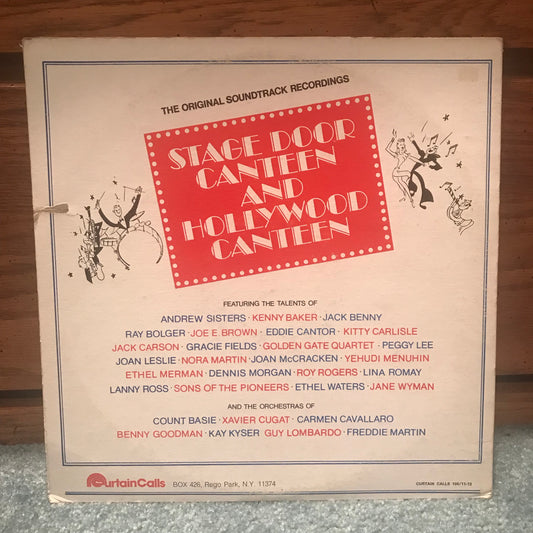 THE ORIGINAL SOUNDTRACK RECORDINGS
STAGE DOOR
CANTEEN
AND
HOLLYWOOD
CANTEEN
FEATURING THE TALENTS OF
ANDREW SISTERS · KENNY BAKER · JACK BENNY
RAY BOLGER · JOE E. BROWN · EDDIE CANTOR · KITTY CARLISLE
JACK CARSON · GRACIE FIELDS · GOLDEN GATE QUARTET · PEGGY LEE
JOAN LESLIE · NORA MARTIN · JOAN McCRACKEN · YEHUDI MENUHIN
ETHEL MERMAN · DENNIS MORGAN · ROY ROGERS · LINA ROMAY
LANNY ROSS · SONS OF THE PIONEERS · ETHEL WATERS · JANE WYMAN
AND THE ORCHESTRAS OF
COUNT BASIE · XAVIER CUGAT · CARMEN CAVALLARO
BENNY GOODMAN · KAY KYSER GUY LOMBARDO · FREDDIE MARTIN
CurtainCalls BOX 426, Rego Park, N.Y. 11374
CURTAIN CALLS 100/11-12